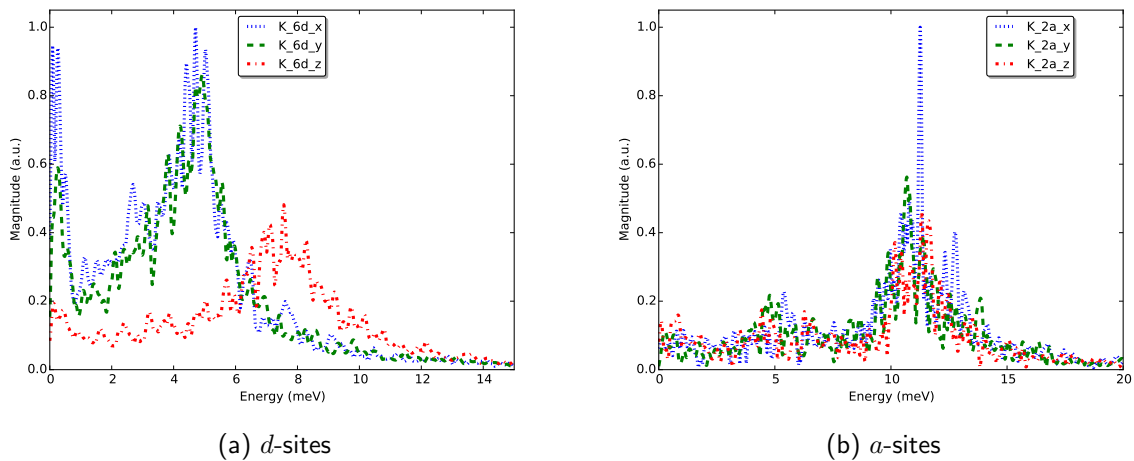 K_6d_x
K_6d_y
K_6d_z
Magnitude (a.u.)
1.0
0.8
0.6
0.4
0.2
0.0
0 2 4 6 8 10 12 14
Energy (meV)
(a) d-sites
K_2a_x
K_2a_y
K_2a_z
Magnitude (a.u.)
1.0
0.8
0.6
0.4
0.2
0.0
0 5 10 15 20
Energy (meV)
(b) a-sites